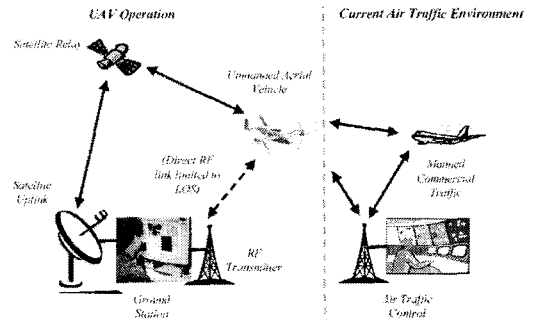 UAV Operation
Current Air Traffic Environment
Satellite Relay
Unmanned Aerial
Vehicle
(Direct RF
link limited to
LOS)
Manned
Commercial
Traffic
Satellite
Uplink
RF
Transmitter
Ground
Station
Air Traffic
Control